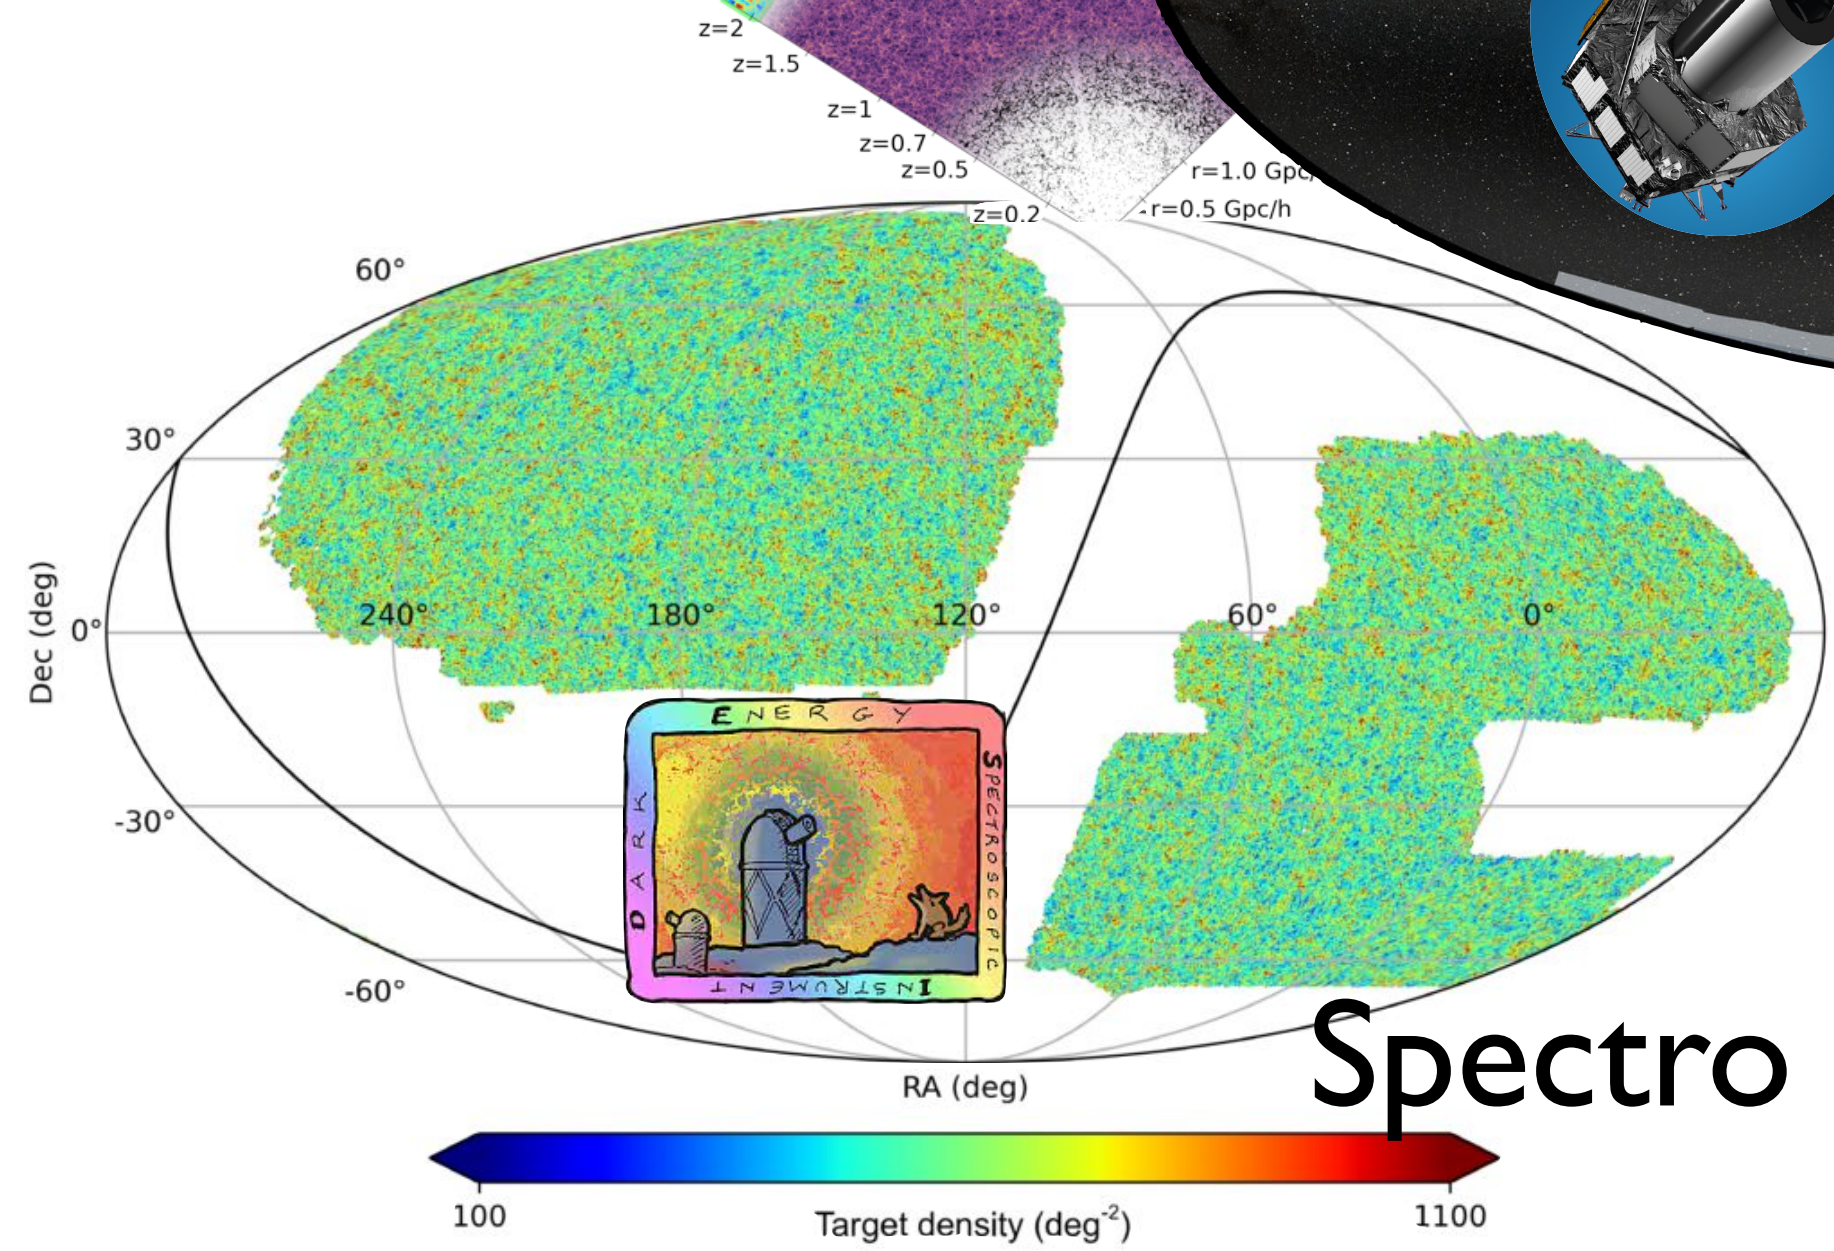 z=2
z=1.5
z=1
z=0.7
z=0.5
z=0.2
r=1.0 Gpc/
r=0.5 Gpc/h
60°
30°
0°
-30°
-60°
Dec (deg)
240°
180°
120°
60°
0°
ENERGY
SPECTROSCOPIC
DARK
INSTRUMENT
RA (deg)
Spectro
100
1100
Target density (deg⁻²)